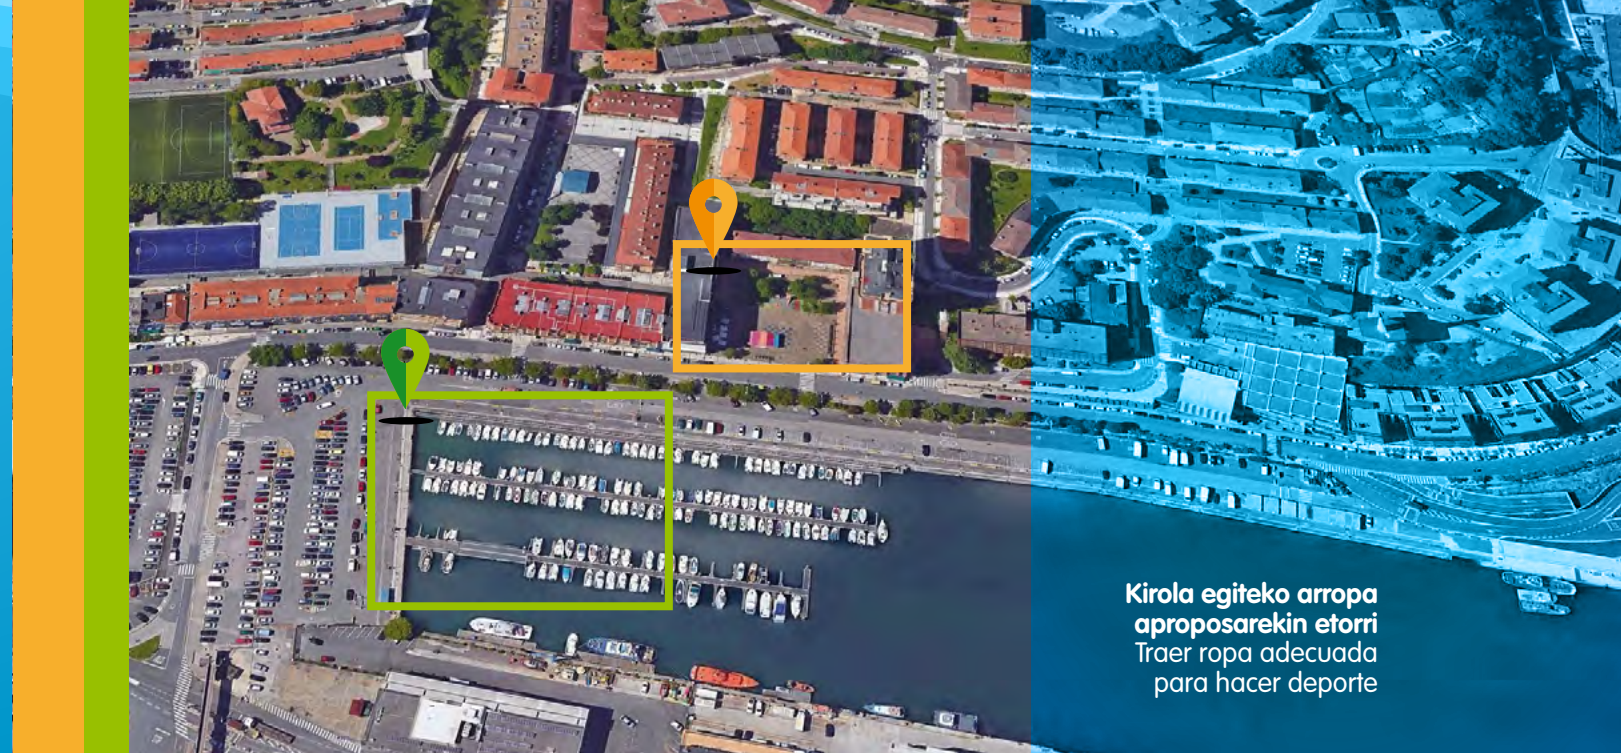 Kirola egiteko arropa
aproposarekin etorri
Traer ropa adecuada
para hacer deporte